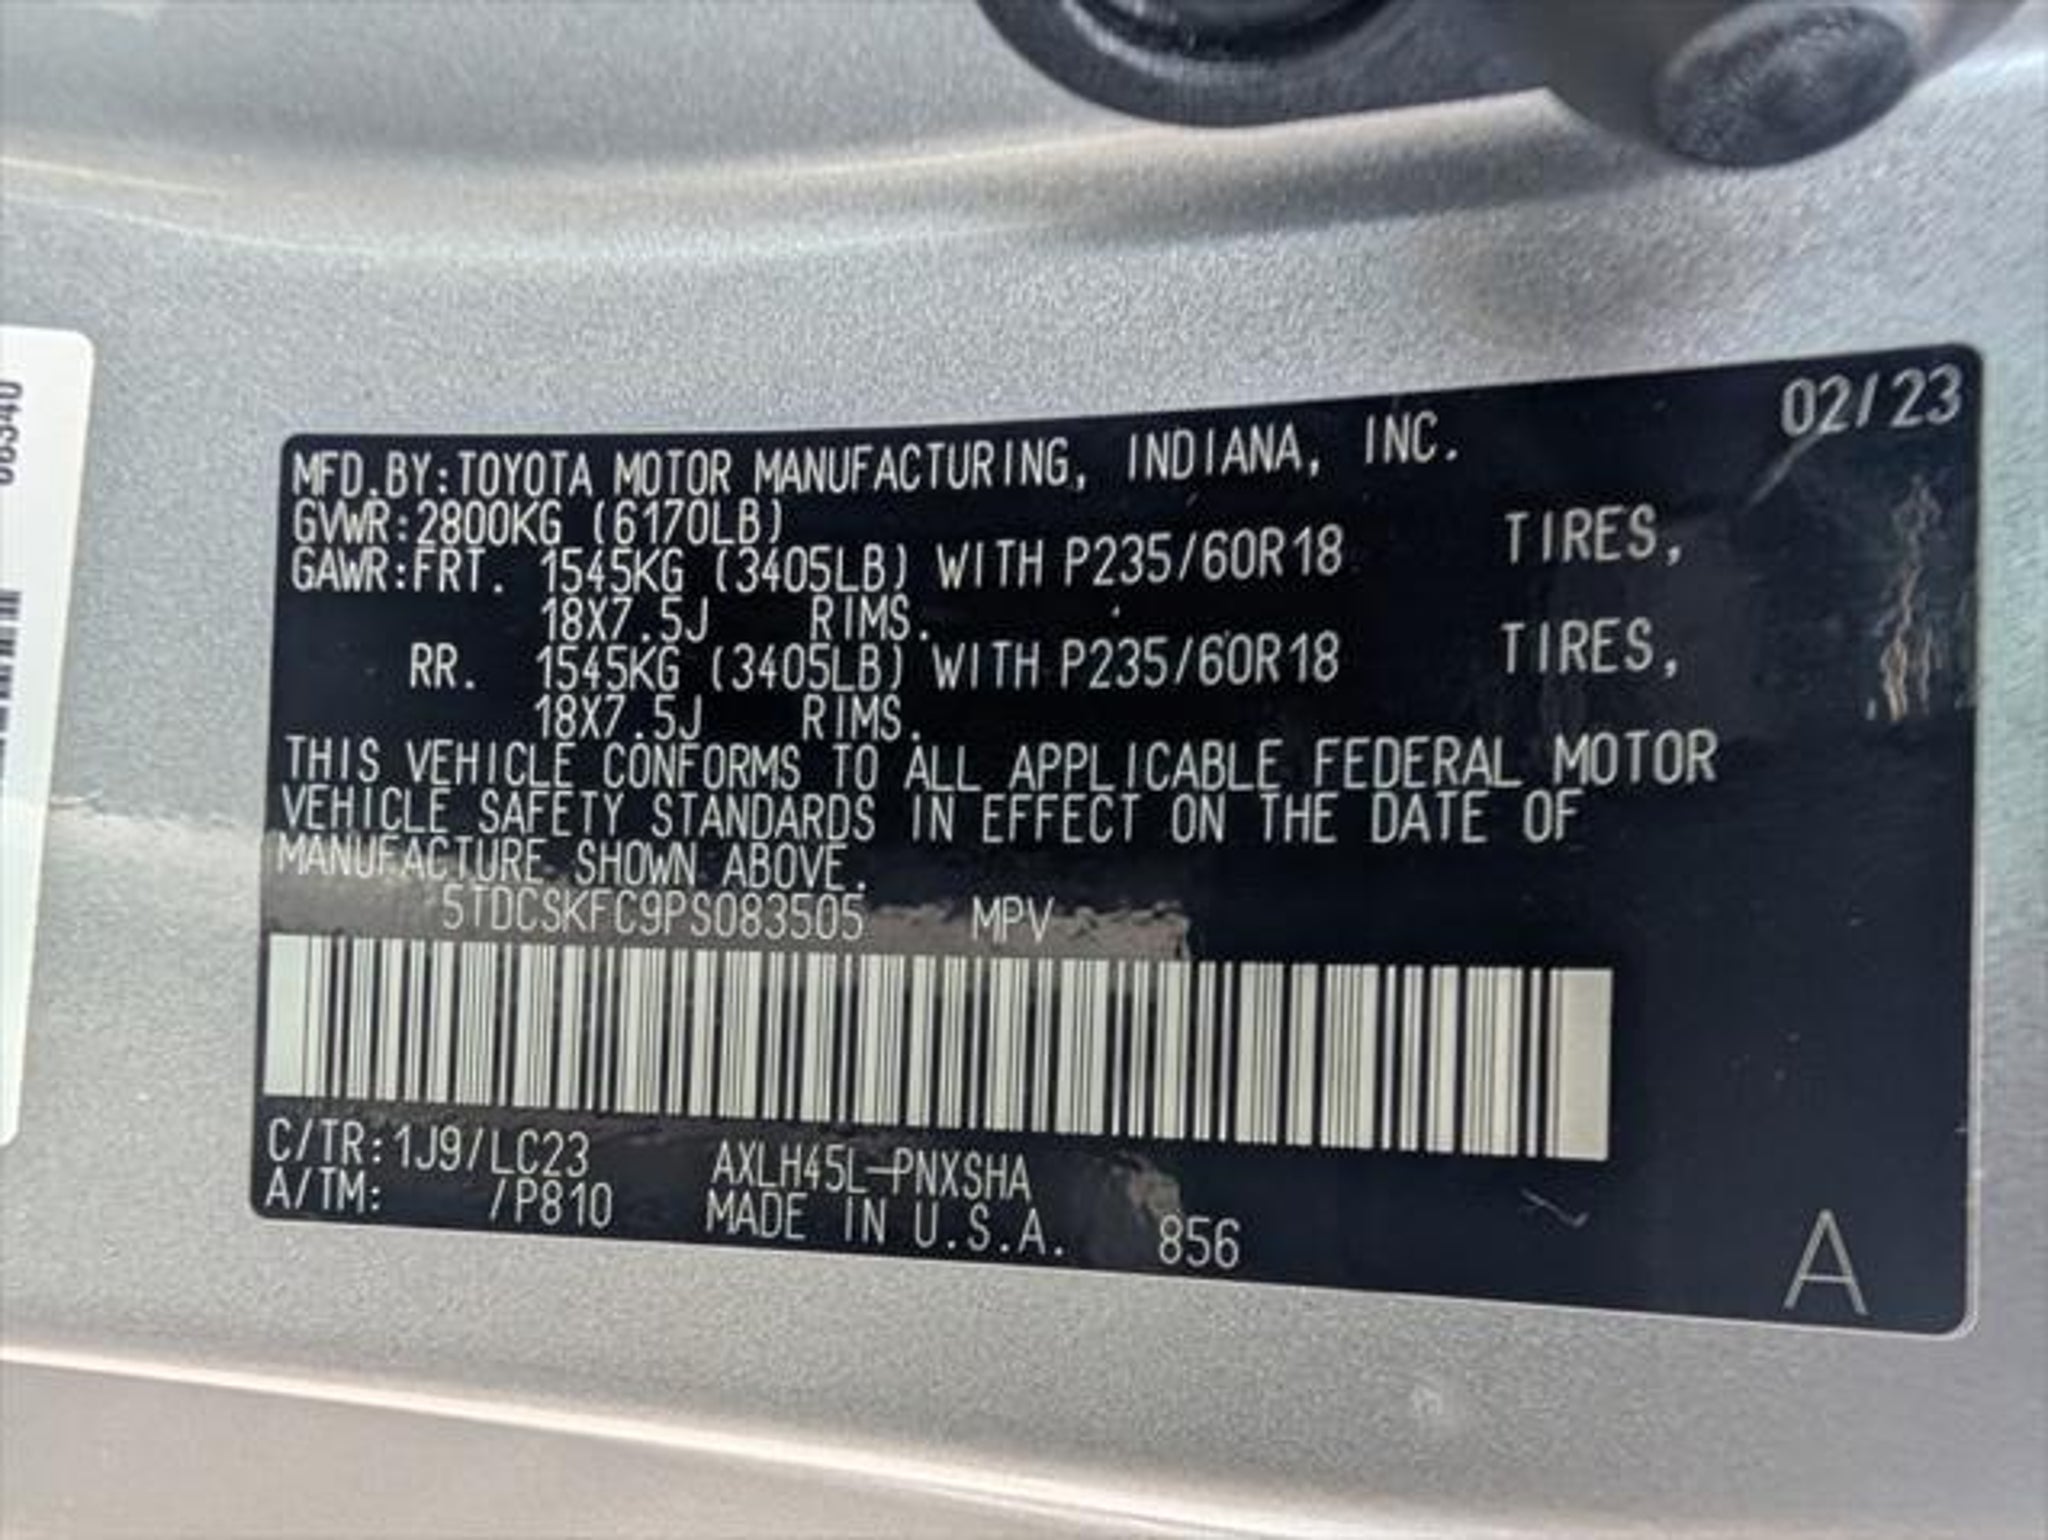 02/23
MFD.BY:TOYOTA MOTOR MANUFACTURING, INDIANA, INC.
GVWR:2800KG (6170LB)
GAWR:FRT. 1545KG (3405LB) WITH P235/60R18 TIRES,
18X7.5J RIMS.
RR. 1545KG (3405LB) WITH P235/60R18 TIRES,
18X7.5J RIMS.
THIS VEHICLE CONFORMS TO ALL APPLICABLE FEDERAL MOTOR
VEHICLE SAFETY STANDARDS IN EFFECT ON THE DATE OF
MANUFACTURE SHOWN ABOVE.
5TDCSKFC9PS083505 MPV
C/TR:1J9/LC23 AXLH45L-PNXSHA
A/TM: /P810 MADE IN U.S.A. 856
A